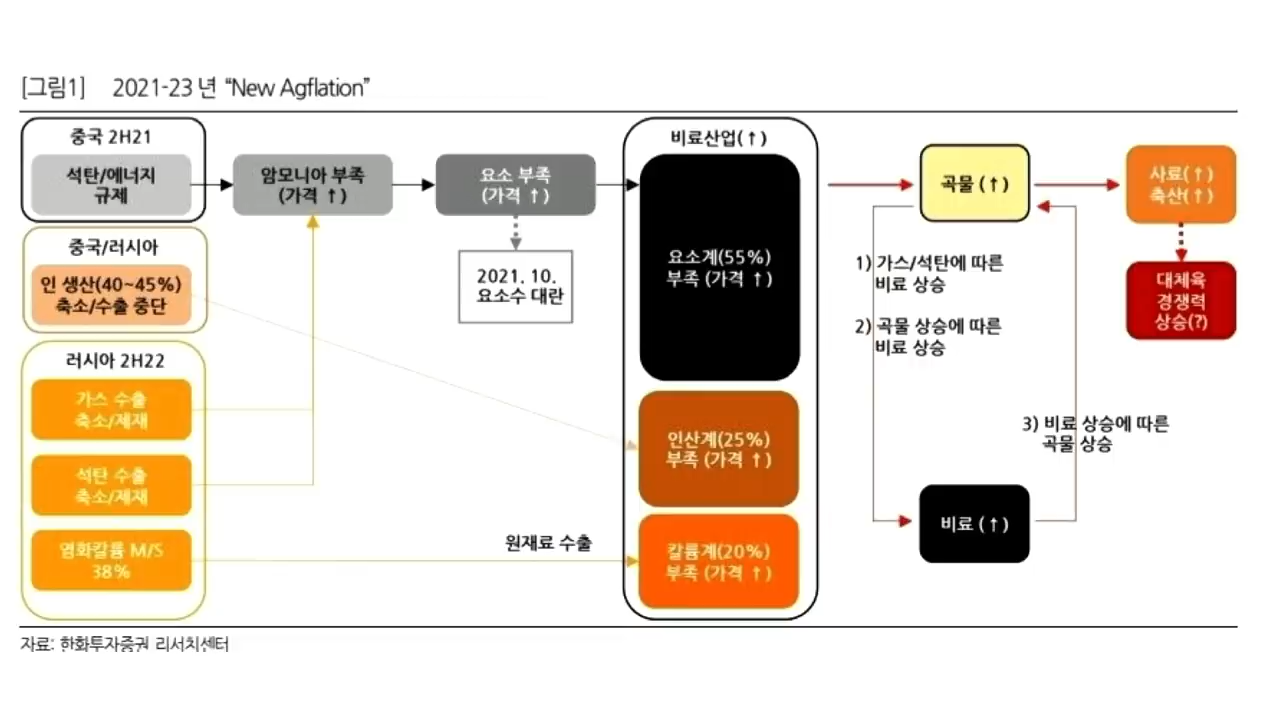 [그림1] 2021-23 년 “New Agflation”
중국 2H21
석탄/에너지
규제
암모니아 부족
(가격 ↑)
요소 부족
(가격 ↑)
2021. 10.
요소수 대란
중국/러시아
인 생산(40~45%)
축소/수출 중단
러시아 2H22
가스 수출
축소/제재
석탄 수출
축소/제재
염화칼륨 M/S
38%
원재료 수출
비료산업(↑)
요소계(55%)
부족 (가격 ↑)
인산계(25%)
부족 (가격 ↑)
칼륨계(20%)
부족 (가격 ↑)
곡물 (↑)
사료(↑)
축산(↑)
대체육
경쟁력
상승(?)
1) 가스/석탄에 따른
비료 상승
2) 곡물 상승에 따른
비료 상승
3) 비료 상승에 따른
곡물 상승
비료 (↑)
자료: 한화투자증권 리서치센터